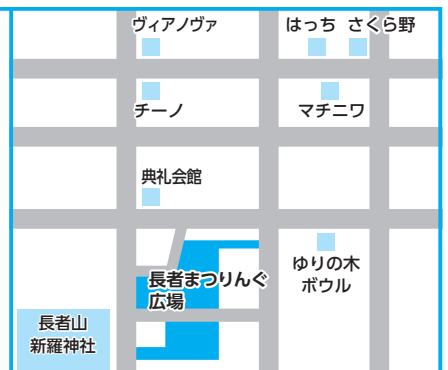 ヴィアノヴァ
はっち さくら野
チーノ
マチニワ
典礼会館
長者まつりんぐ
広場
ゆりの木
ボウル
長者山
新羅神社